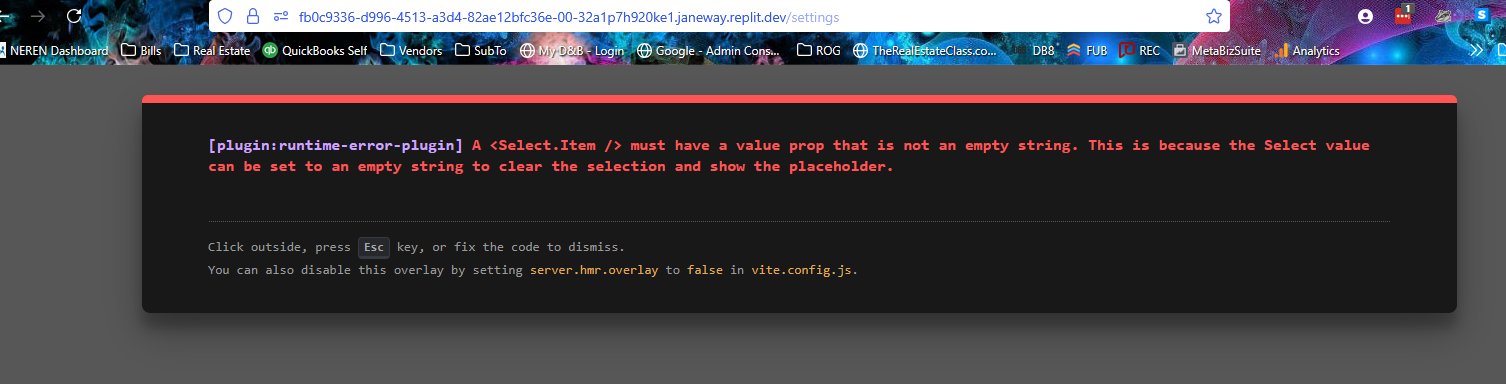 fb0c9336-d996-4513-a3d4-82ae12bfc36e-00-32a1p7h920ke1.janeway.replit.dev/settings
1
S
NEREN Dashboard Bills Real Estate QuickBooks Self Vendors SubTo My D&B - Login Google - Admin Cons... ROG TheRealEstateClass.co... DB8 FUB REC MetaBizSuite Analytics
[plugin:runtime-error-plugin] A <Select.Item /> must have a value prop that is not an empty string. This is because the Select value
can be set to an empty string to clear the selection and show the placeholder.
Click outside, press Esc key, or fix the code to dismiss.
You can also disable this overlay by setting server.hmr.overlay to false in vite.config.js.